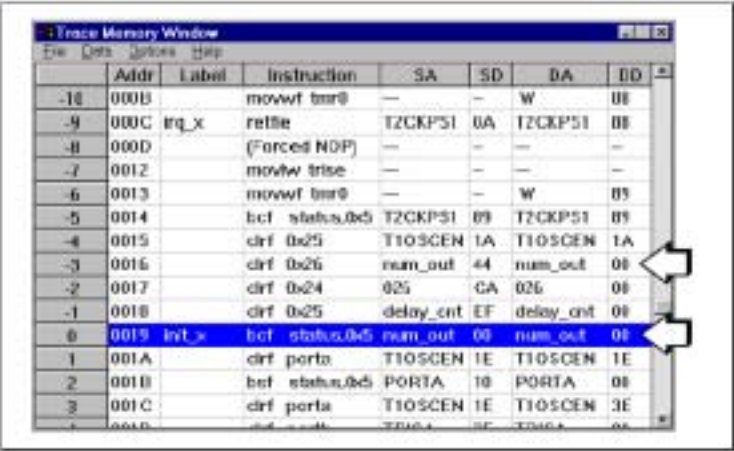 Trace Memory Window
File Data Options Help
Addr Label Instruction SA SD DA DD
-10 000B movwf tmr0 — – W
-9 000C irq_x retfie T2CKPS1 0A T2CKPS1
-8 000D (Forced NOP) — – — –
-7 0012 movlw trise — – — –
-6 0013 movwf tmr0 — – W 89
-5 0014 bcf status,0x5 T2CKPS1 89 T2CKPS1 89
-4 0015 clrf 0x25 T1OSCEN 1A T1OSCEN 1A
-3 0016 clrf 0x26 num_out 44 num_out 00
-2 0017 clrf 0x24 026 CA 026 00
-1 0018 clrf 0x25 delay_cnt EF delay_cnt 00
0 0019 init_x bcf status,0x5 num_out 00 num_out 00
1 001A clrf porta T1OSCEN 1E T1OSCEN 1E
2 001B bsf status,0x5 PORTA 10 PORTA 00
3 001C clrf porta T1OSCEN 1E T1OSCEN 3E